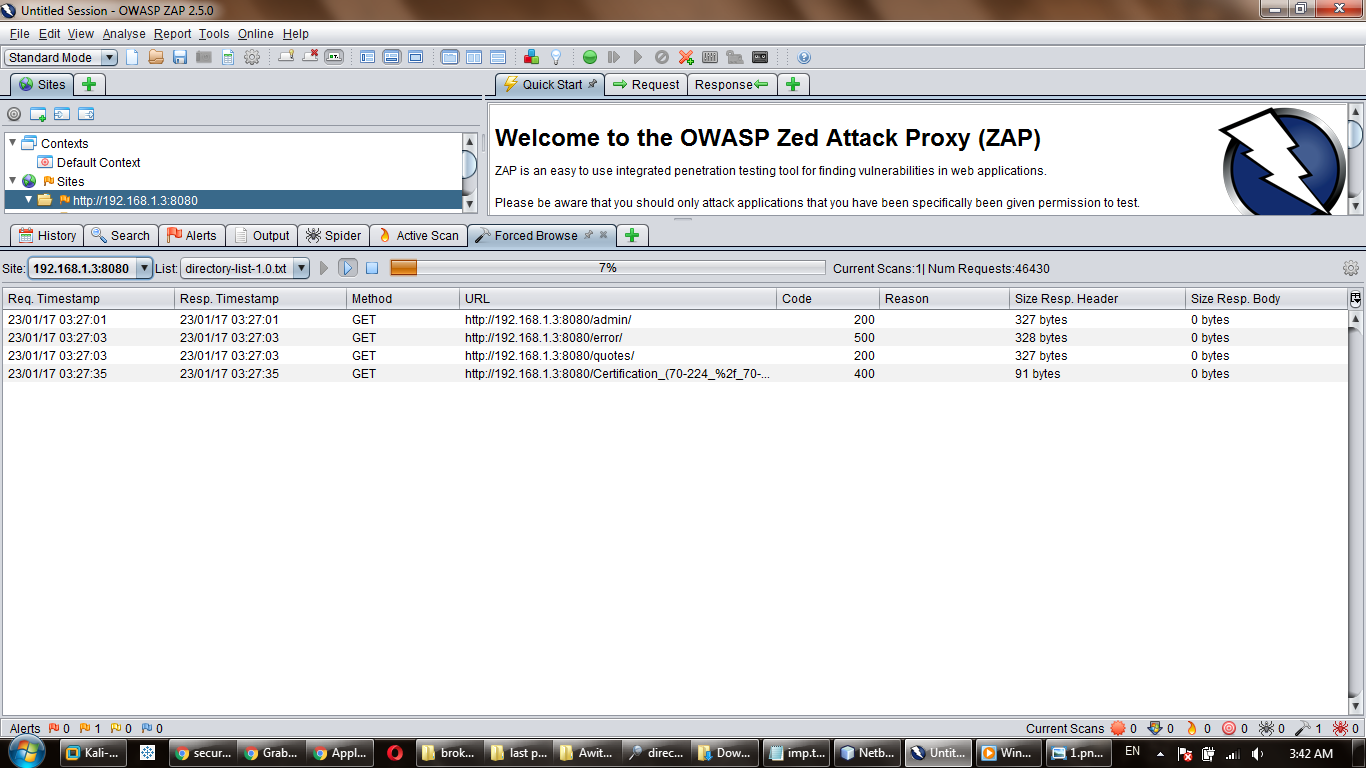 Untitled Session - OWASP ZAP 2.5.0
File Edit View Analyse Report Tools Online Help
Standard Mode
Sites
Quick Start Request Response
Contexts
Default Context
Sites
http://192.168.1.3:8080
Welcome to the OWASP Zed Attack Proxy (ZAP)
ZAP is an easy to use integrated penetration testing tool for finding vulnerabilities in web applications.
Please be aware that you should only attack applications that you have been specifically been given permission to test.
History Search Alerts Output Spider Active Scan Forced Browse
Site: 192.168.1.3:8080 List: directory-list-1.0.txt 7% Current Scans:1| Num Requests:46430
Req. Timestamp Resp. Timestamp Method URL Code Reason Size Resp. Header Size Resp. Body
23/01/17 03:27:01 23/01/17 03:27:01 GET http://192.168.1.3:8080/admin/ 200 327 bytes 0 bytes
23/01/17 03:27:03 23/01/17 03:27:03 GET http://192.168.1.3:8080/error/ 500 328 bytes 0 bytes
23/01/17 03:27:03 23/01/17 03:27:03 GET http://192.168.1.3:8080/quotes/ 200 327 bytes 0 bytes
23/01/17 03:27:35 23/01/17 03:27:35 GET http://192.168.1.3:8080/Certification_(70-224_%2f_70-... 400 91 bytes 0 bytes
Alerts 0 1 0 0 Current Scans 0 0 0 0 0 1 0
Kali-... secur... Grab... Appl... brok... last p... Awit... direc... Dow... imp.t... Netb... Untit... Win... 1.pn... EN 3:42 AM